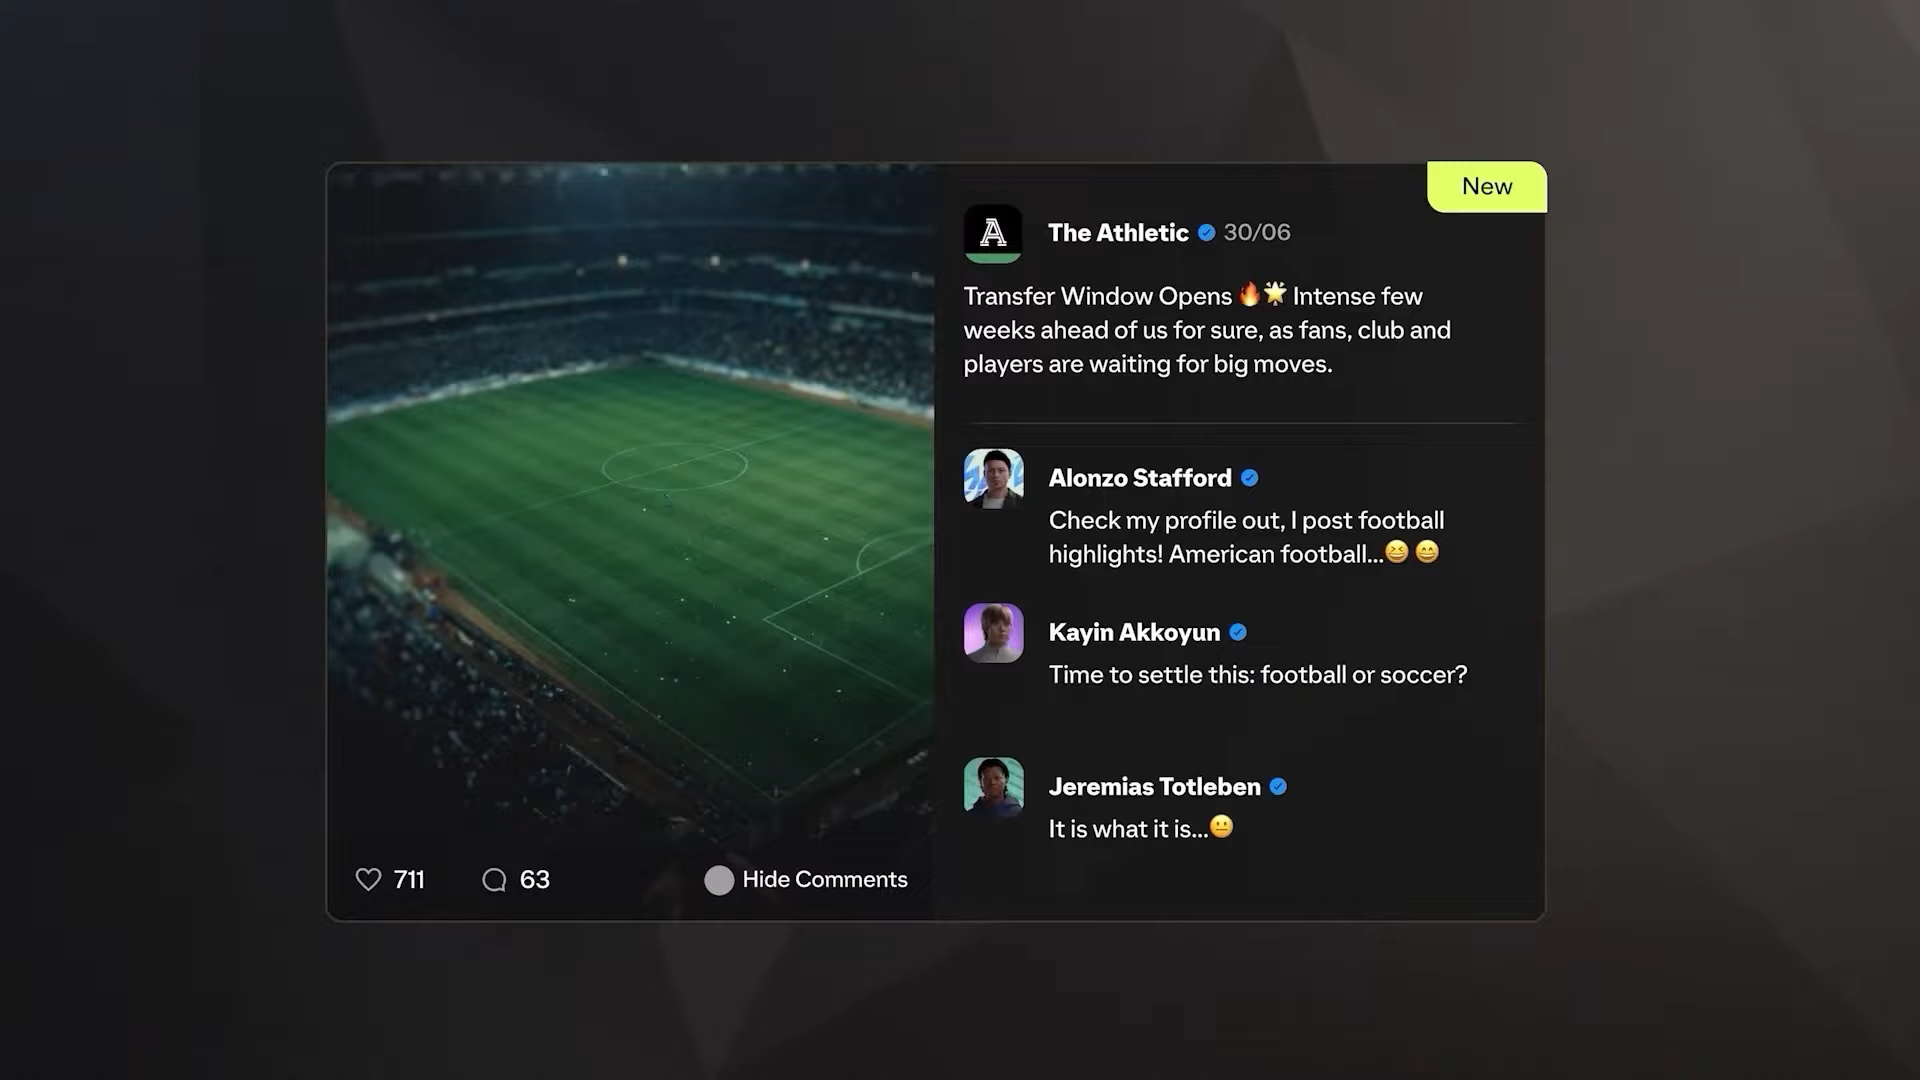 New
A
The Athletic 30/06
Transfer Window Opens 🔥🌟 Intense few
weeks ahead of us for sure, as fans, club and
players are waiting for big moves.
Alonzo Stafford
Check my profile out, I post football
highlights! American football...😆 😄
Kayin Akkoyun
Time to settle this: football or soccer?
Jeremias Totleben
It is what it is...😐
711 63 Hide Comments